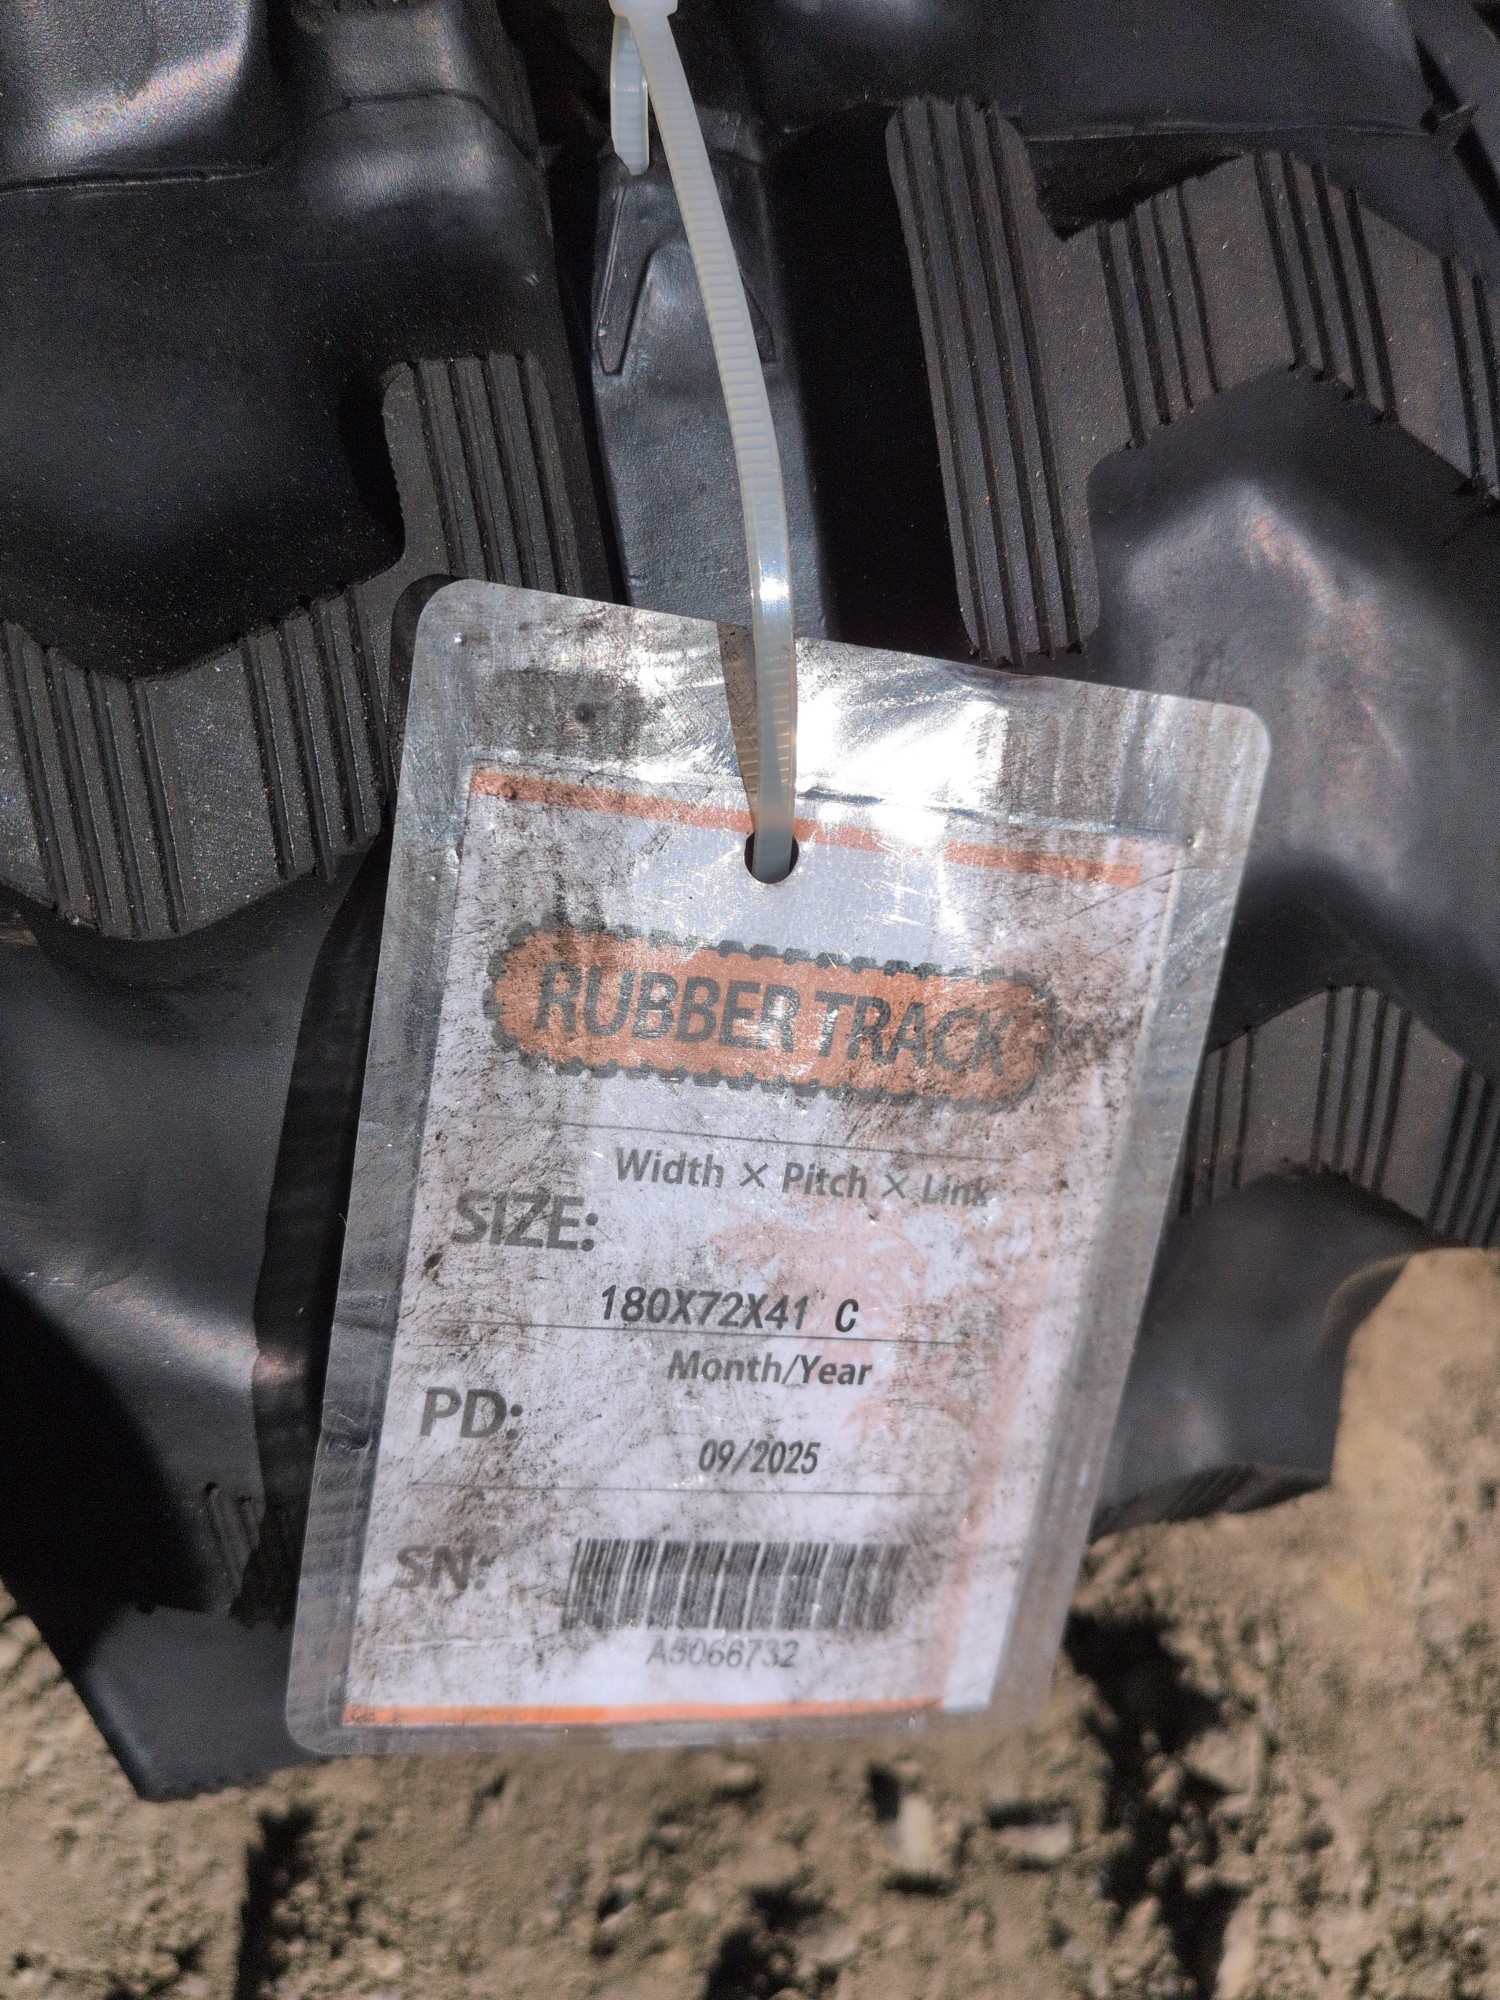 RUBBER TRACK
Width × Pitch × Link
SIZE:
180X72X41 C
Month/Year
PD:
09/2025
SN:
A5066732